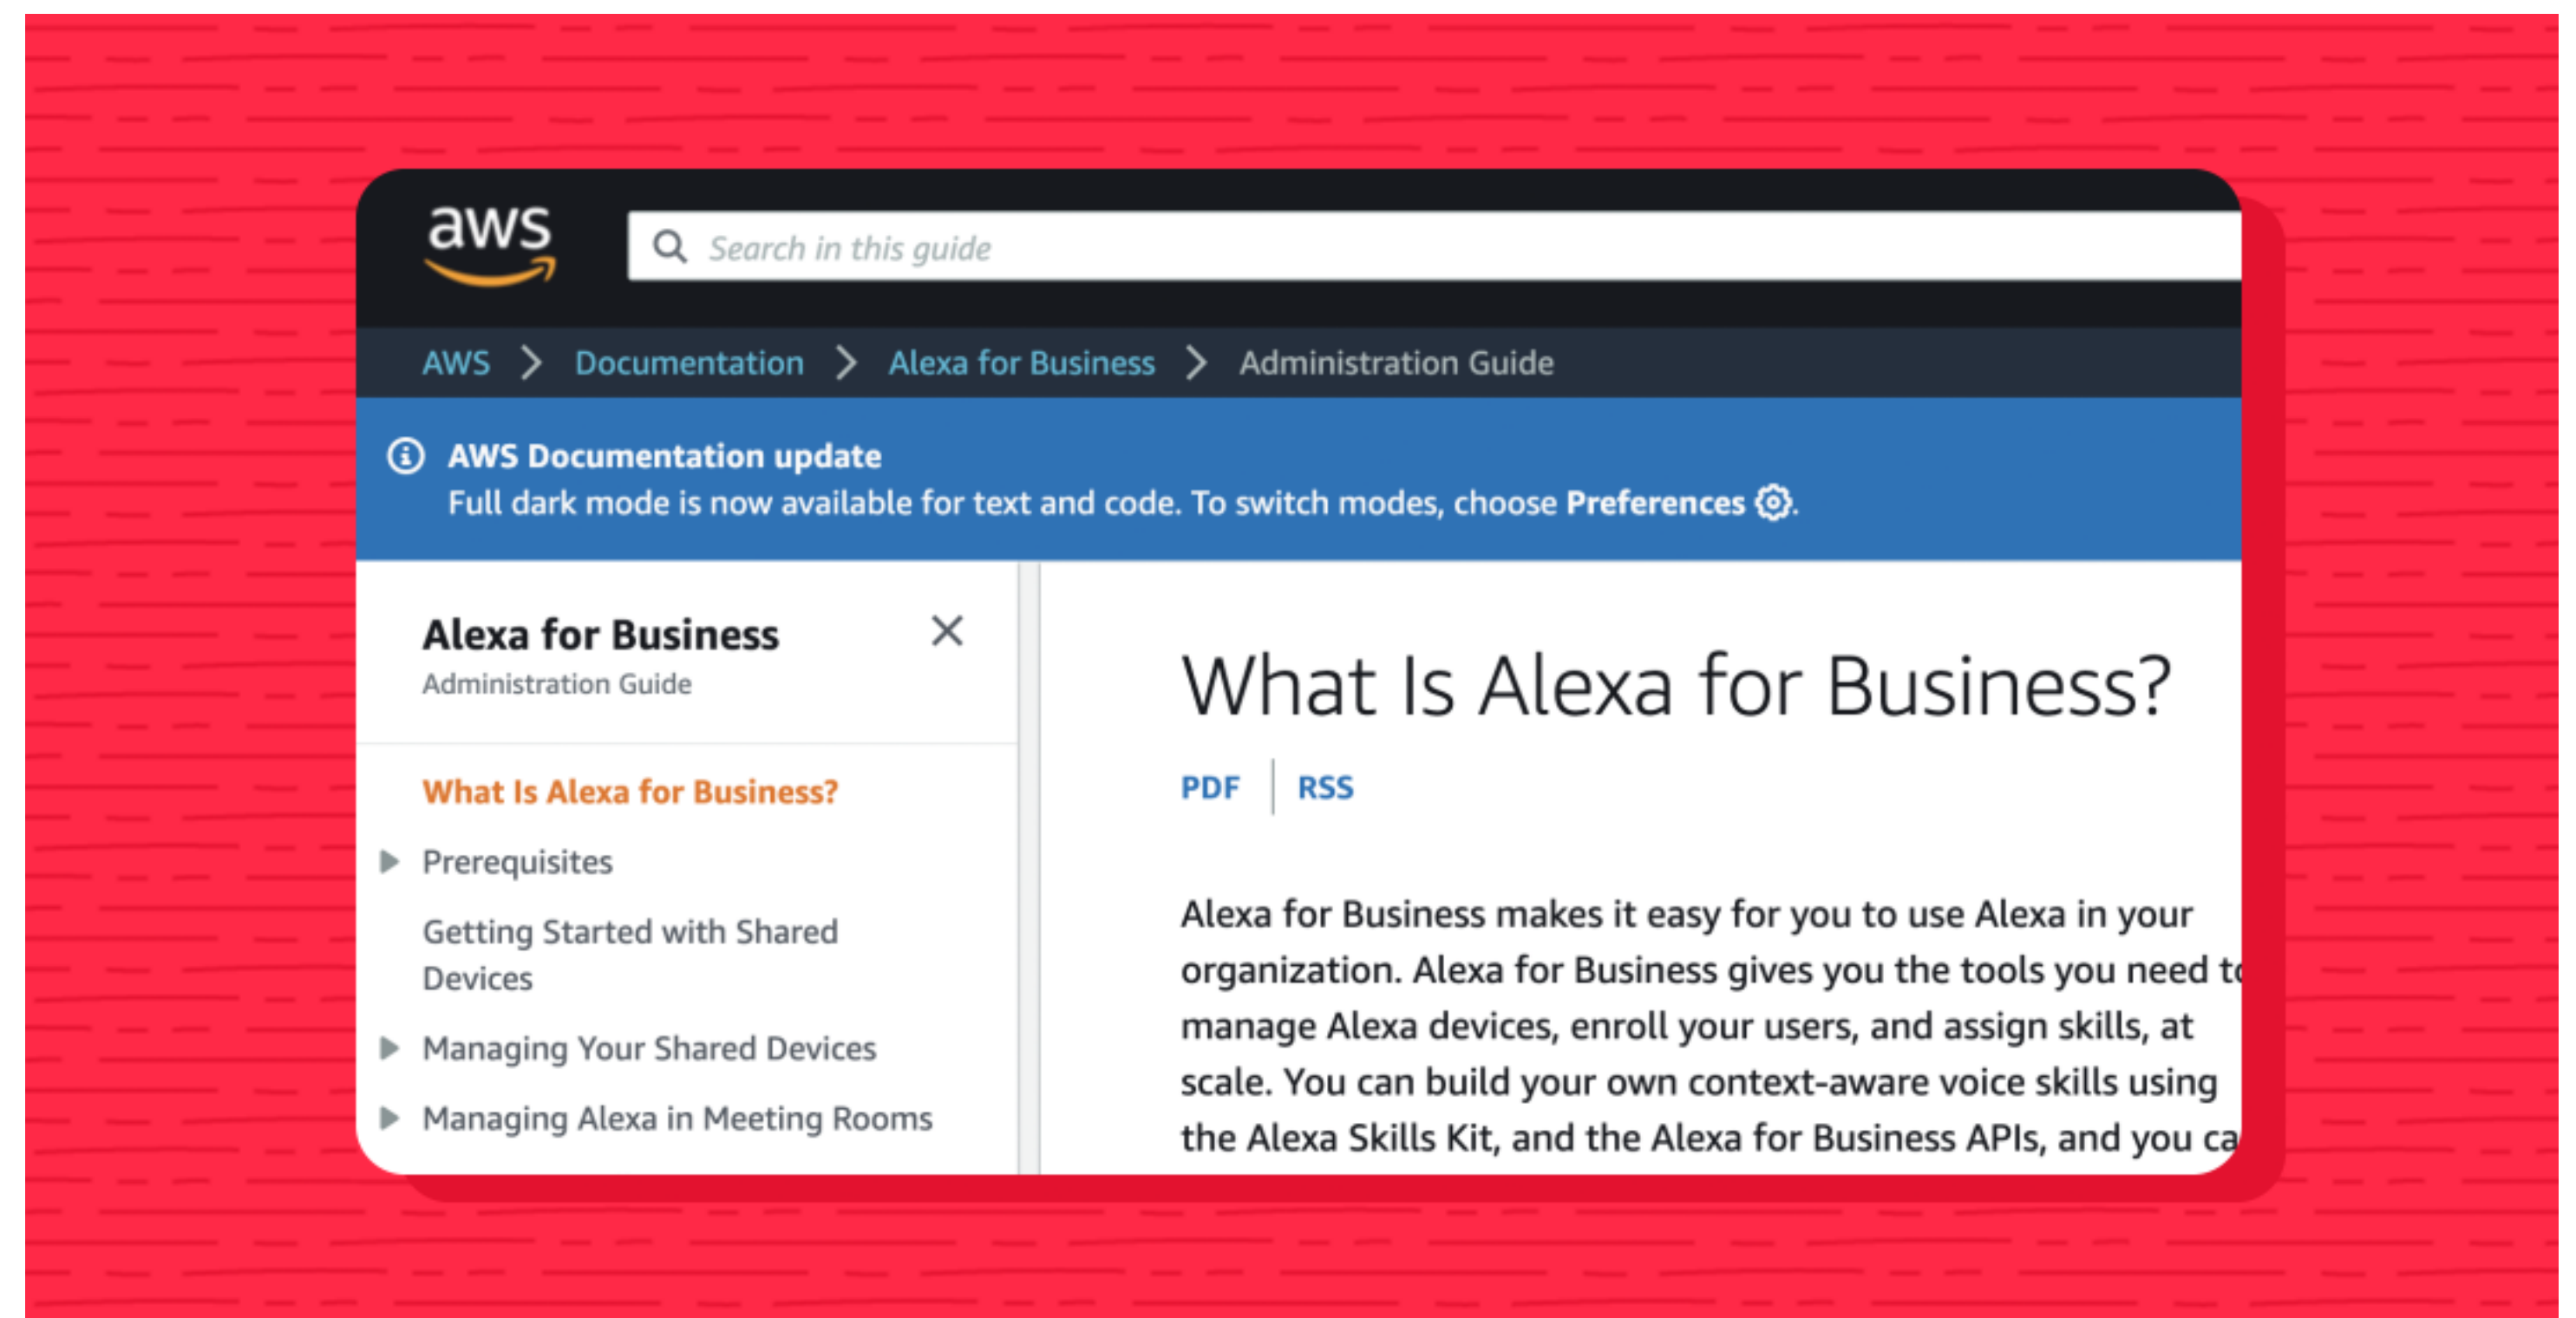 aws
Search in this guide
AWS > Documentation > Alexa for Business > Administration Guide
AWS Documentation update
Full dark mode is now available for text and code. To switch modes, choose Preferences.
Alexa for Business
Administration Guide
What Is Alexa for Business?
Prerequisites
Getting Started with Shared
Devices
Managing Your Shared Devices
Managing Alexa in Meeting Rooms
What Is Alexa for Business?
PDF | RSS
Alexa for Business makes it easy for you to use Alexa in your
organization. Alexa for Business gives you the tools you need to
manage Alexa devices, enroll your users, and assign skills, at
scale. You can build your own context-aware voice skills using
the Alexa Skills Kit, and the Alexa for Business APIs, and you ca